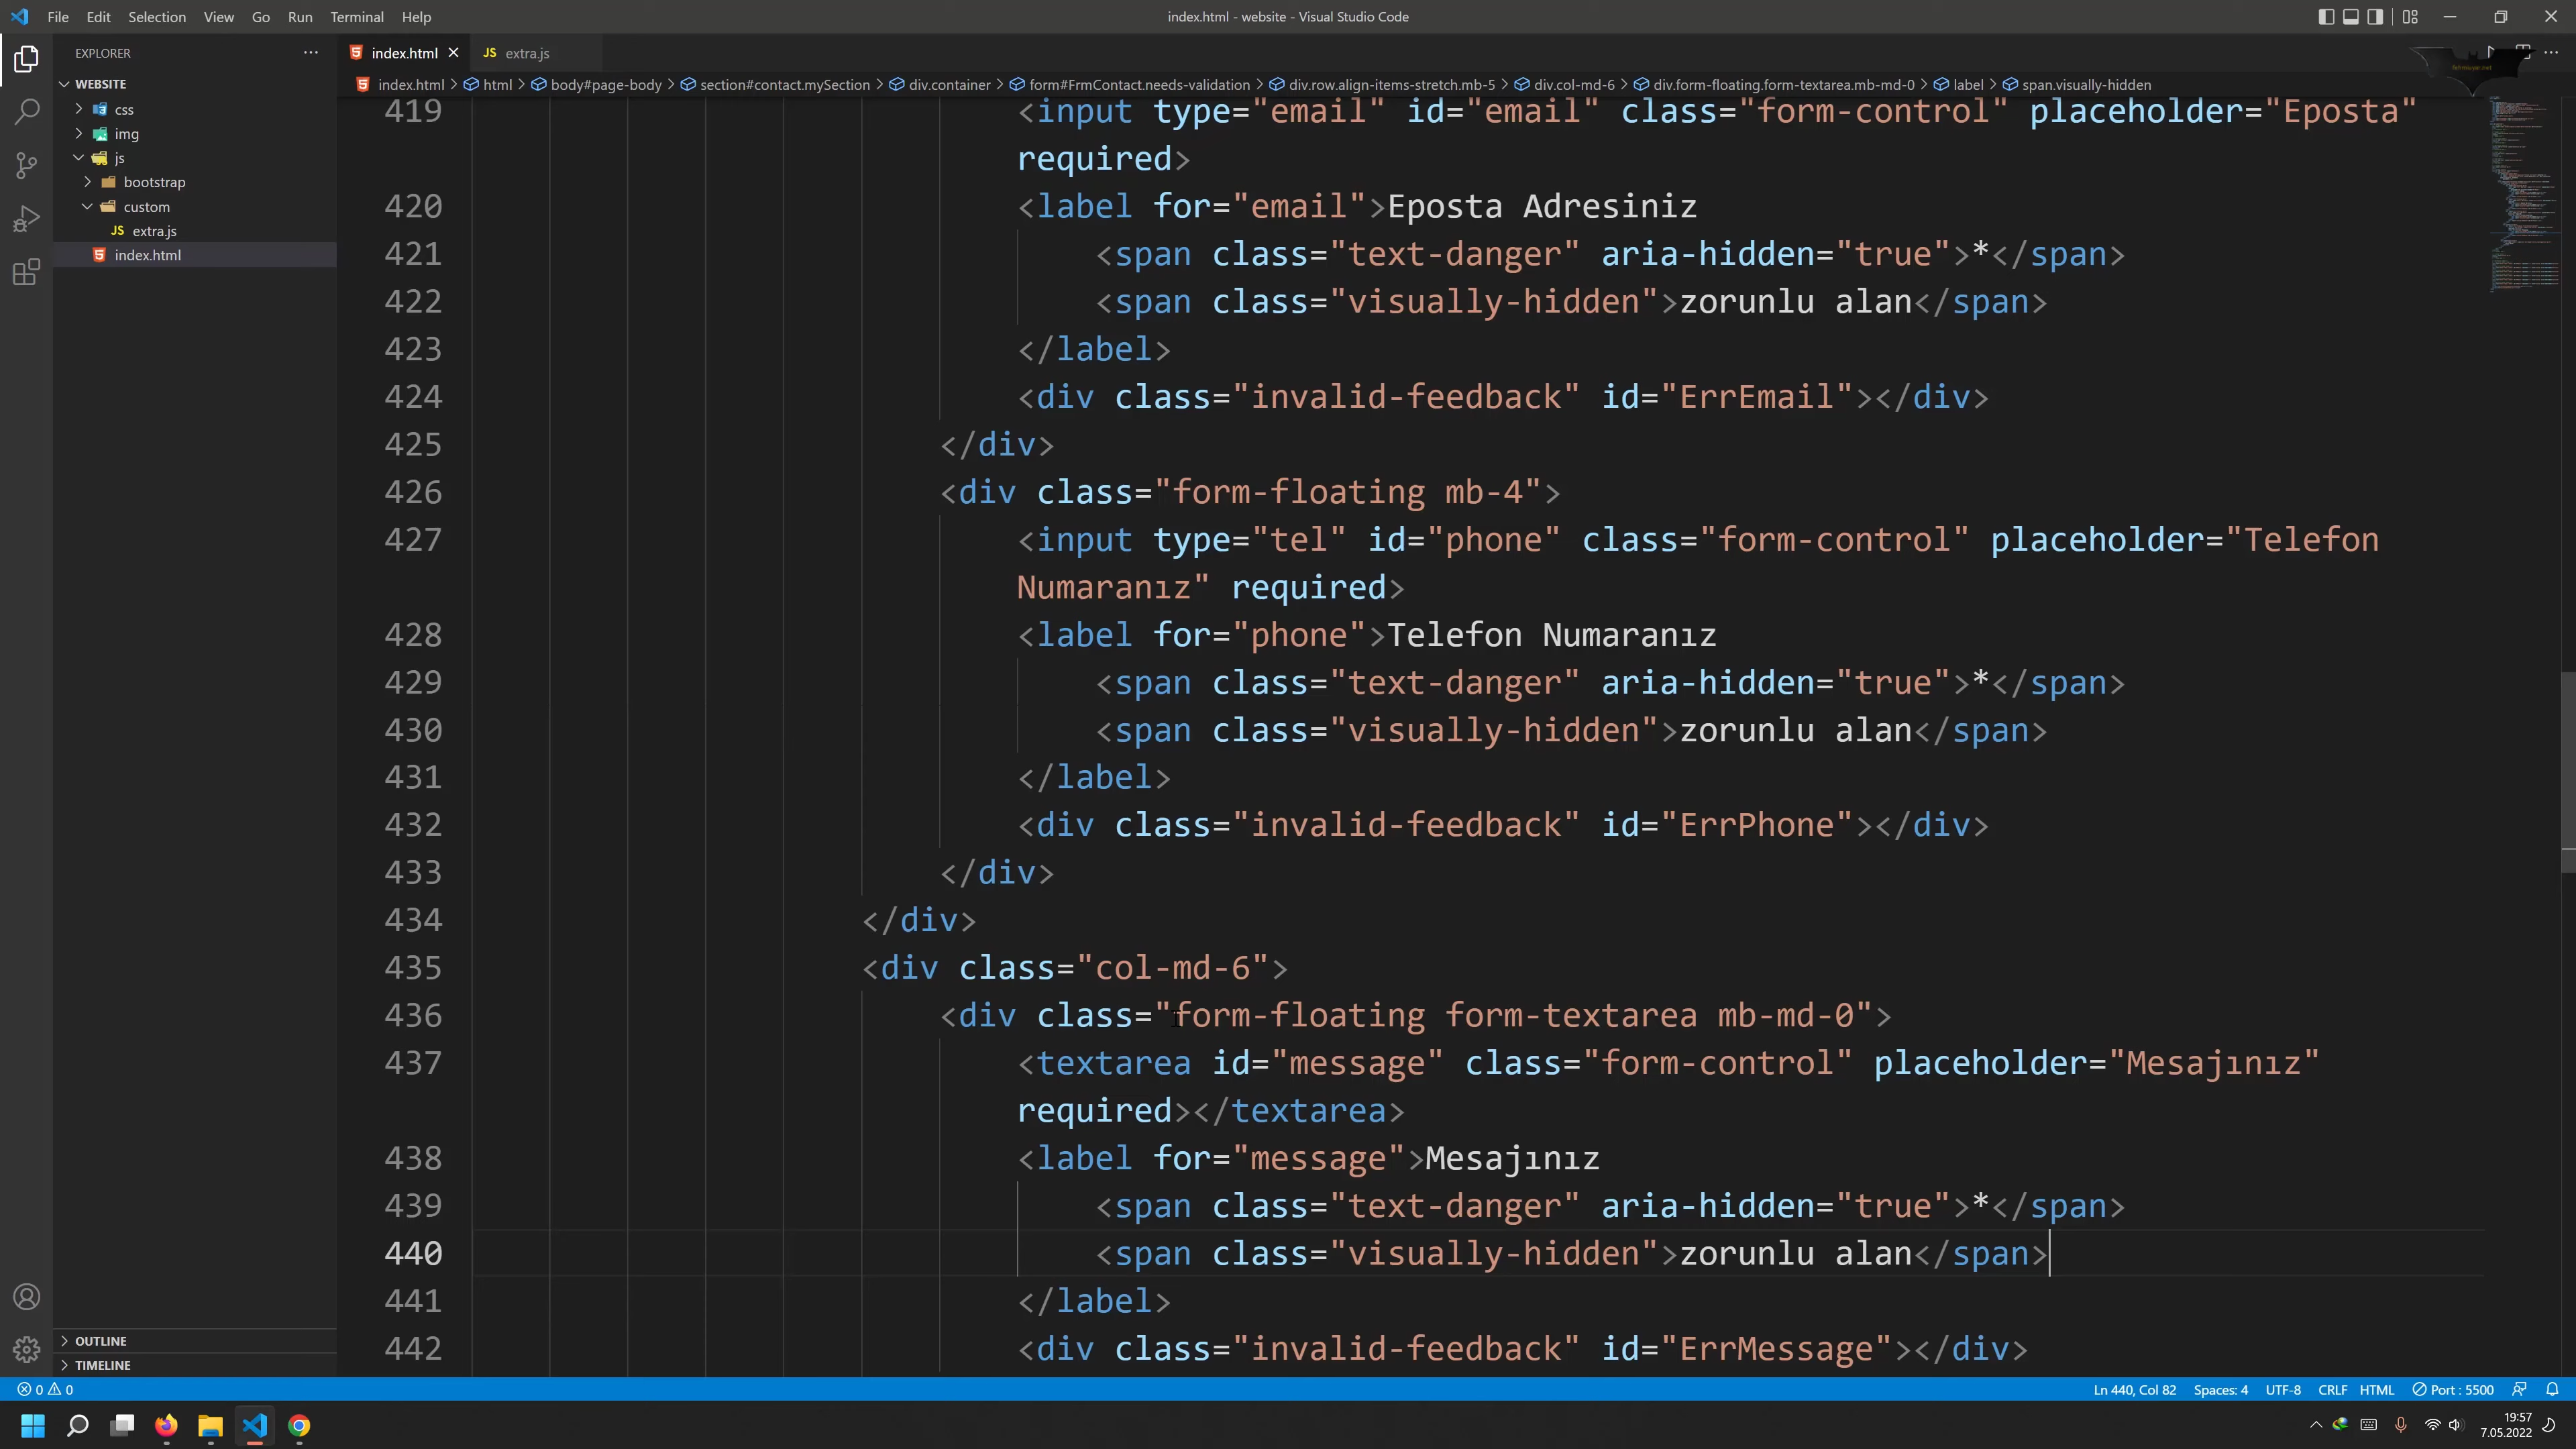 File Edit Selection View Go Run Terminal Help
index.html - website - Visual Studio Code
EXPLORER
WEBSITE
css
img
js
bootstrap
custom
JS extra.js
index.html
OUTLINE
TIMELINE
index.html
JS extra.js
index.html > html > body#page-body > section#contact.mySection > div.container > form#FrmContact.needs-validation > div.row.align-items-stretch.mb-5 > div.col-md-6 > div.form-floating.form-textarea.mb-md-0 > label > span.visually-hidden
419 <input type="email" id="email" class="form-control" placeholder="Eposta"
required>
420 <label for="email">Eposta Adresiniz
421 <span class="text-danger" aria-hidden="true">*</span>
422 <span class="visually-hidden">zorunlu alan</span>
423 </label>
424 <div class="invalid-feedback" id="ErrEmail"></div>
425 </div>
426 <div class="form-floating mb-4">
427 <input type="tel" id="phone" class="form-control" placeholder="Telefon
Numaranız" required>
428 <label for="phone">Telefon Numaranız
429 <span class="text-danger" aria-hidden="true">*</span>
430 <span class="visually-hidden">zorunlu alan</span>
431 </label>
432 <div class="invalid-feedback" id="ErrPhone"></div>
433 </div>
434 </div>
435 <div class="col-md-6">
436 <div class="form-floating form-textarea mb-md-0">
437 <textarea id="message" class="form-control" placeholder="Mesajınız"
required></textarea>
438 <label for="message">Mesajınız
439 <span class="text-danger" aria-hidden="true">*</span>
440 <span class="visually-hidden">zorunlu alan</span>
441 </label>
442 <div class="invalid-feedback" id="ErrMessage"></div>
0 0
Ln 440, Col 82 Spaces: 4 UTF-8 CRLF HTML Port : 5500
19:57
7.05.2022